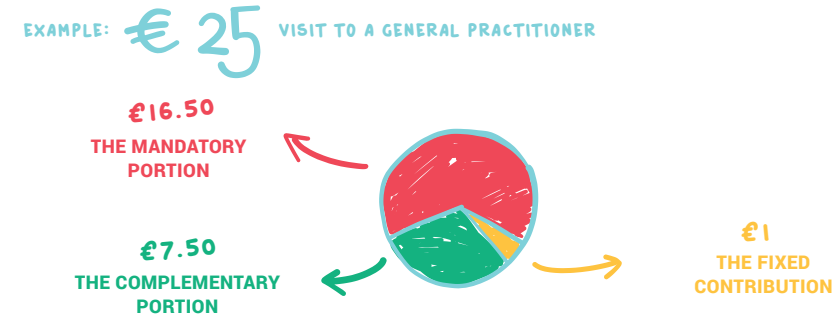 EXAMPLE: € 25 VISIT TO A GENERAL PRACTITIONER
€16.50
THE MANDATORY
PORTION
€7.50
THE COMPLEMENTARY
PORTION
€1
THE FIXED
CONTRIBUTION